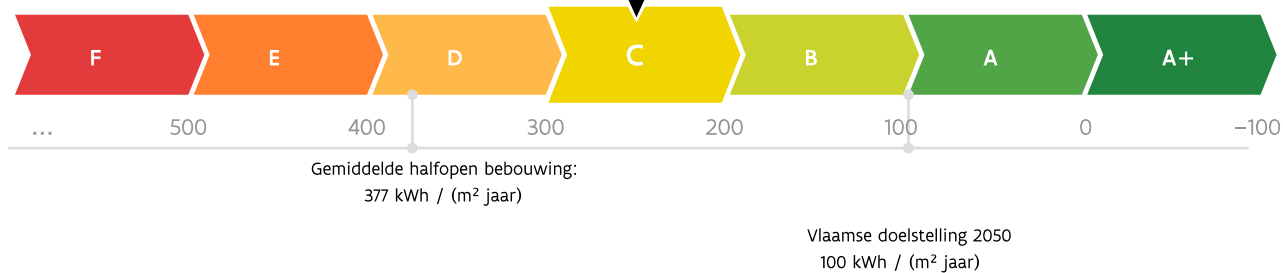 F E D C B A A+
... 500 400 300 200 100 0 −100
Gemiddelde halfopen bebouwing:
377 kWh / (m² jaar)
Vlaamse doelstelling 2050
100 kWh / (m² jaar)